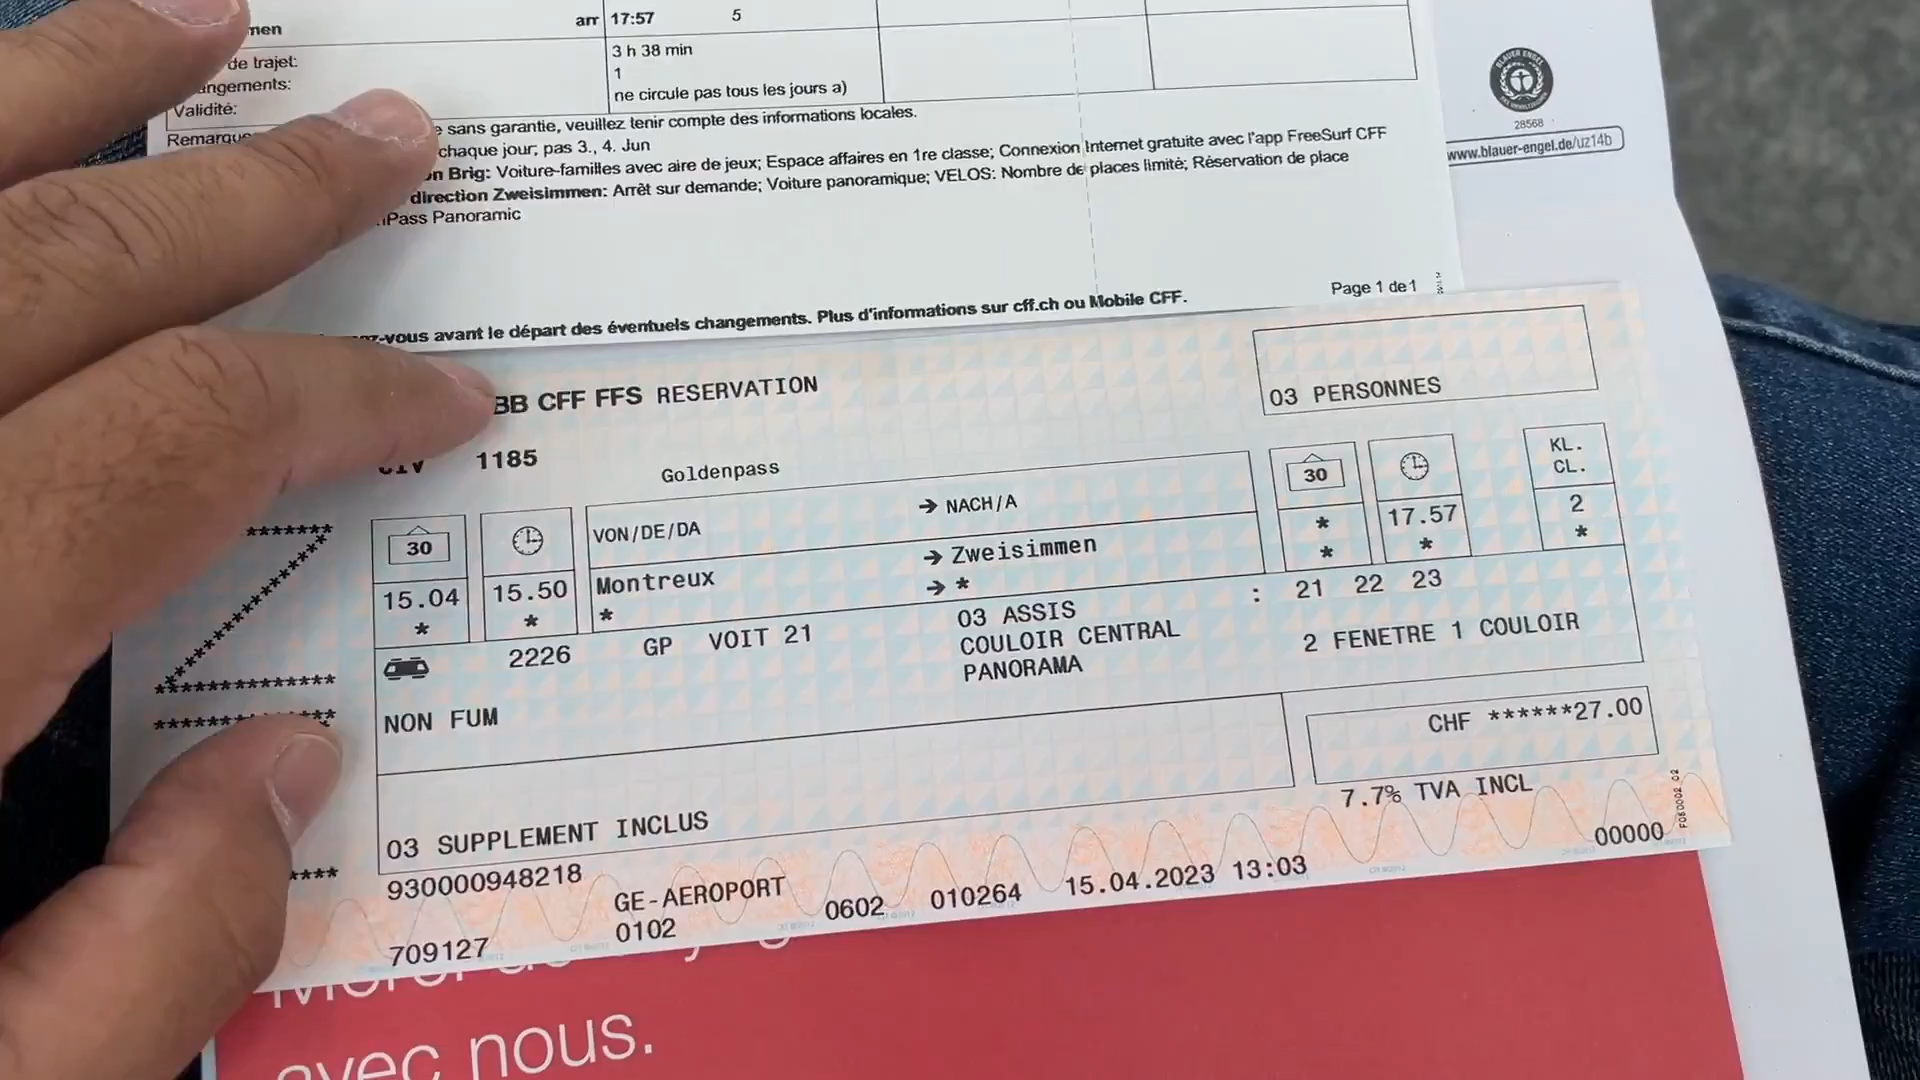 men arr 17:57 5
de trajet: 3 h 38 min
ngements: 1
Validité: ne circule pas tous les jours a)
Remarque
e sans garantie, veuillez tenir compte des informations locales.
chaque jour; pas 3., 4. Jun
n Brig: Voiture-familles avec aire de jeux; Espace affaires en 1re classe; Connexion Internet gratuite avec l'app FreeSurf CFF
direction Zweisimmen: Arrêt sur demande; Voiture panoramique; VELOS: Nombre de places limité; Réservation de place
nPass Panoramic
Page 1 de 1
ez-vous avant le départ des éventuels changements. Plus d'informations sur cff.ch ou Mobile CFF.
BLAUER ENGEL
28568
www.blauer-engel.de/uz14b
BB CFF FFS RESERVATION
03 PERSONNES
CIV 1185
Goldenpass
30 VON/DE/DA → NACH/A 30 KL. CL.
15.04 15.50 Montreux → Zweisimmen * 17.57 2
* * * → * * * *
2226 GP VOIT 21 03 ASSIS : 21 22 23
COULOIR CENTRAL 2 FENETRE 1 COULOIR
PANORAMA
NON FUM
CHF ******27.00
7.7% TVA INCL
03 SUPPLEMENT INCLUS
930000948218
GE-AEROPORT 0602 010264 15.04.2023 13:03 00000
709127 0102
avec nous.